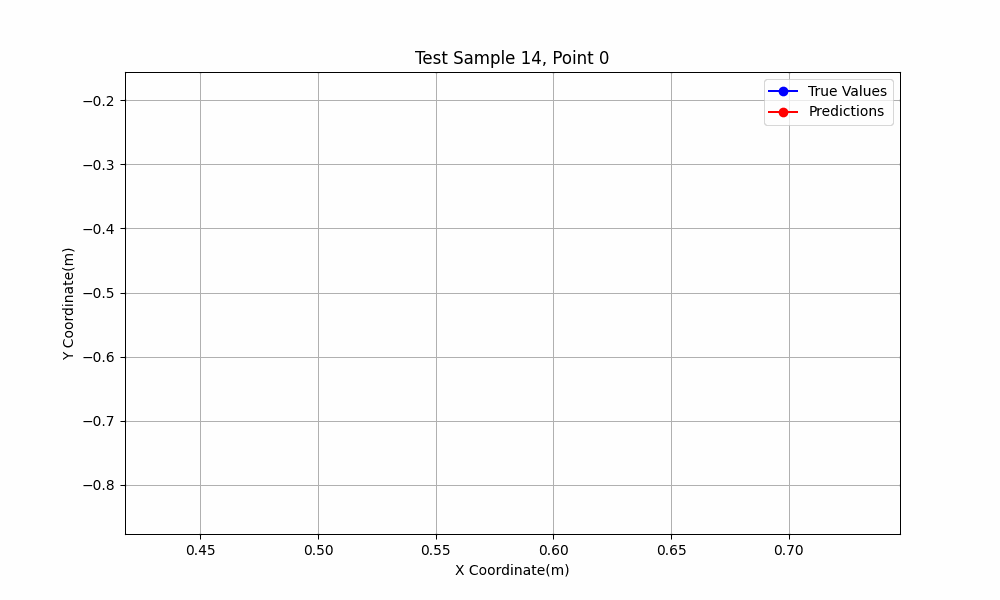 Test Sample 14, Point 0
True Values
Predictions
−0.2
−0.3
−0.4
−0.5
−0.6
−0.7
−0.8
Y Coordinate(m)
0.45 0.50 0.55 0.60 0.65 0.70
X Coordinate(m)